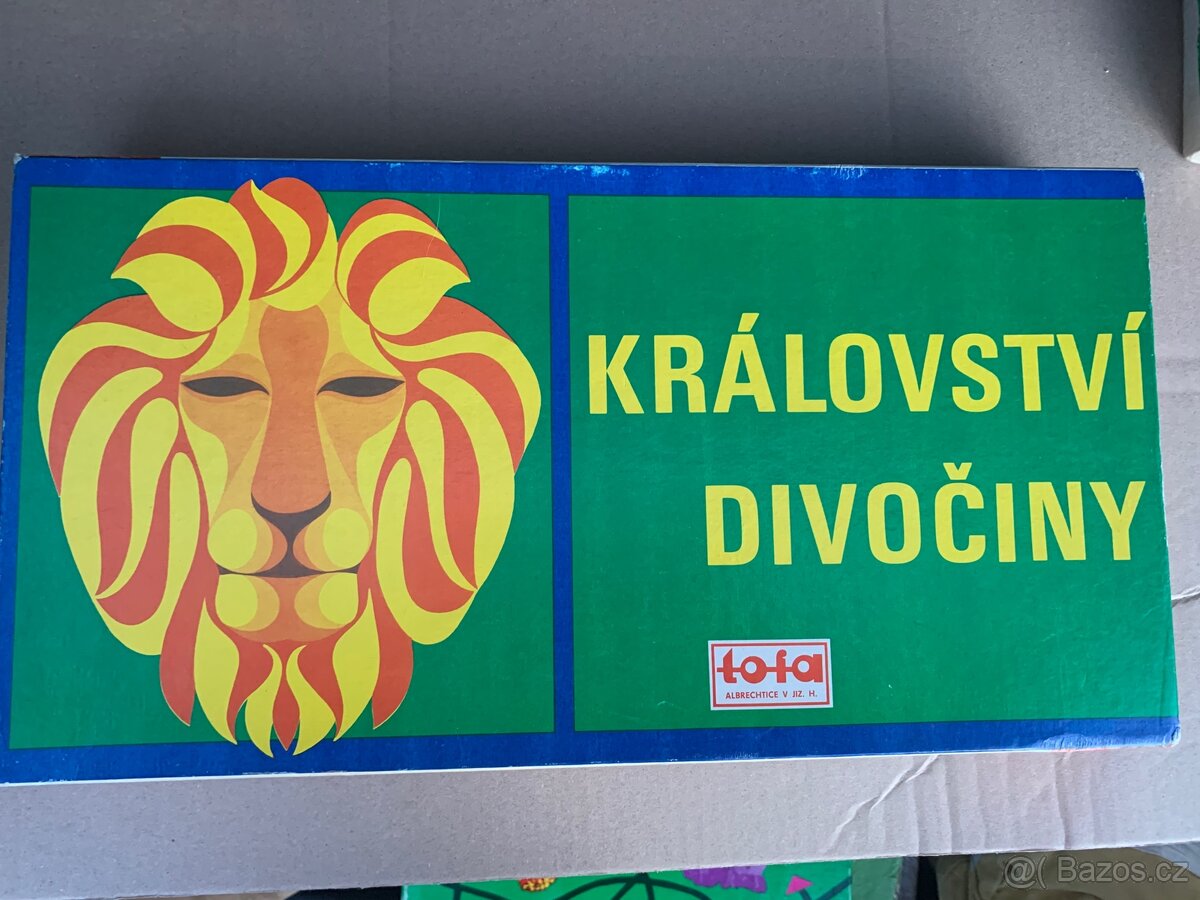 KRÁLOVSTVÍ
DIVOČINY
tofa
ALBRECHTICE V JIZ. H.
@( Bazos.cz